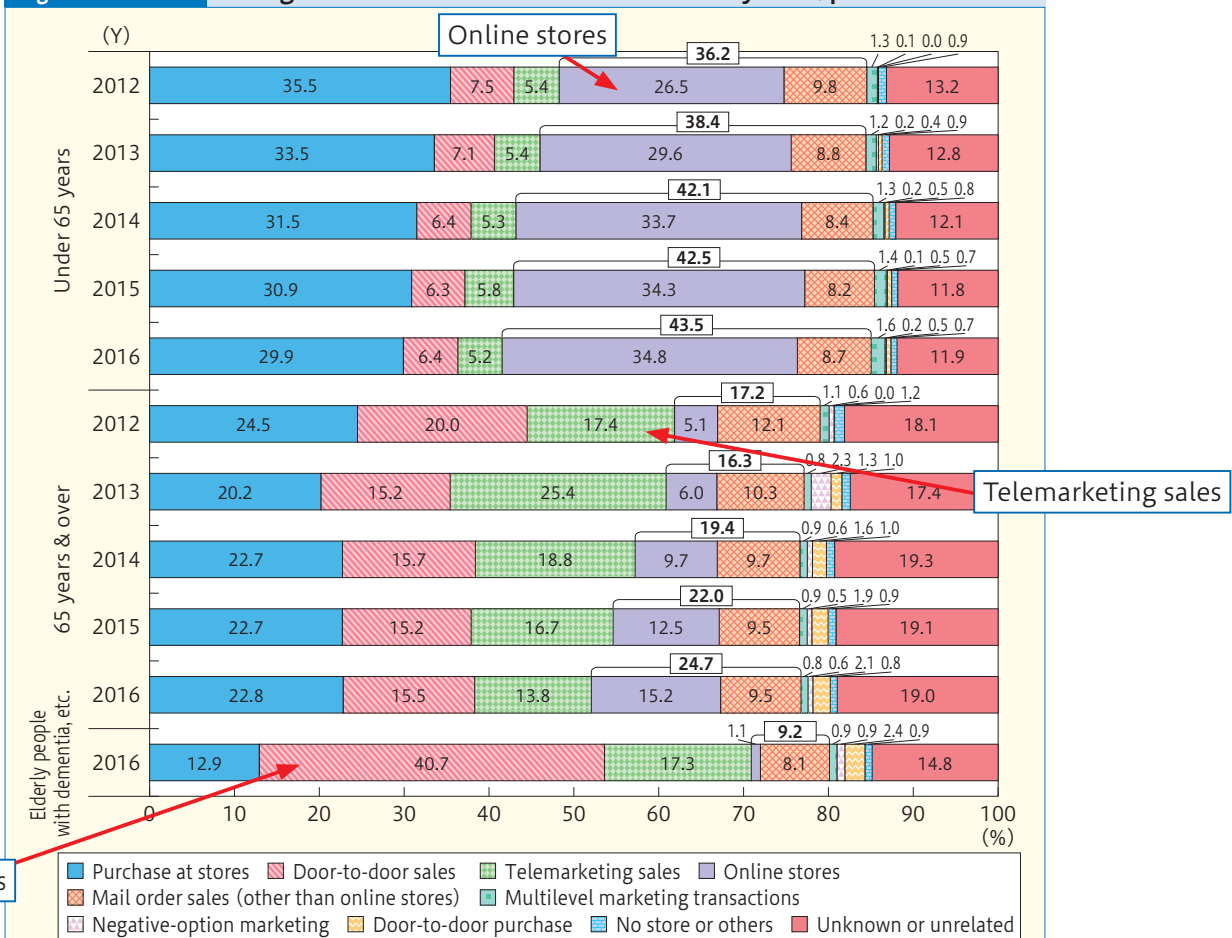 (Y)
Online stores
Under 65 years
36.2
1.3 0.1 0.0 0.9
2012 35.5 7.5 5.4 26.5 9.8 13.2
38.4
1.2 0.2 0.4 0.9
2013 33.5 7.1 5.4 29.6 8.8 12.8
42.1
1.3 0.2 0.5 0.8
2014 31.5 6.4 5.3 33.7 8.4 12.1
42.5
1.4 0.1 0.5 0.7
2015 30.9 6.3 5.8 34.3 8.2 11.8
43.5
1.6 0.2 0.5 0.7
2016 29.9 6.4 5.2 34.8 8.7 11.9
65 years & over
17.2
1.1 0.6 0.0 1.2
2012 24.5 20.0 17.4 5.1 12.1 18.1
16.3
0.8 2.3 1.3 1.0
2013 20.2 15.2 25.4 6.0 10.3 17.4
Telemarketing sales
19.4
0.9 0.6 1.6 1.0
2014 22.7 15.7 18.8 9.7 9.7 19.3
22.0
0.9 0.5 1.9 0.9
2015 22.7 15.2 16.7 12.5 9.5 19.1
24.7
0.8 0.6 2.1 0.8
2016 22.8 15.5 13.8 15.2 9.5 19.0
Elderly people
with dementia, etc.
1.1 9.2 0.9 0.9 2.4 0.9
2016 12.9 40.7 17.3 8.1 14.8
0 10 20 30 40 50 60 70 80 90 100
(%)
Purchase at stores Door-to-door sales Telemarketing sales Online stores
Mail order sales (other than online stores) Multilevel marketing transactions
Negative-option marketing Door-to-door purchase No store or others Unknown or unrelated